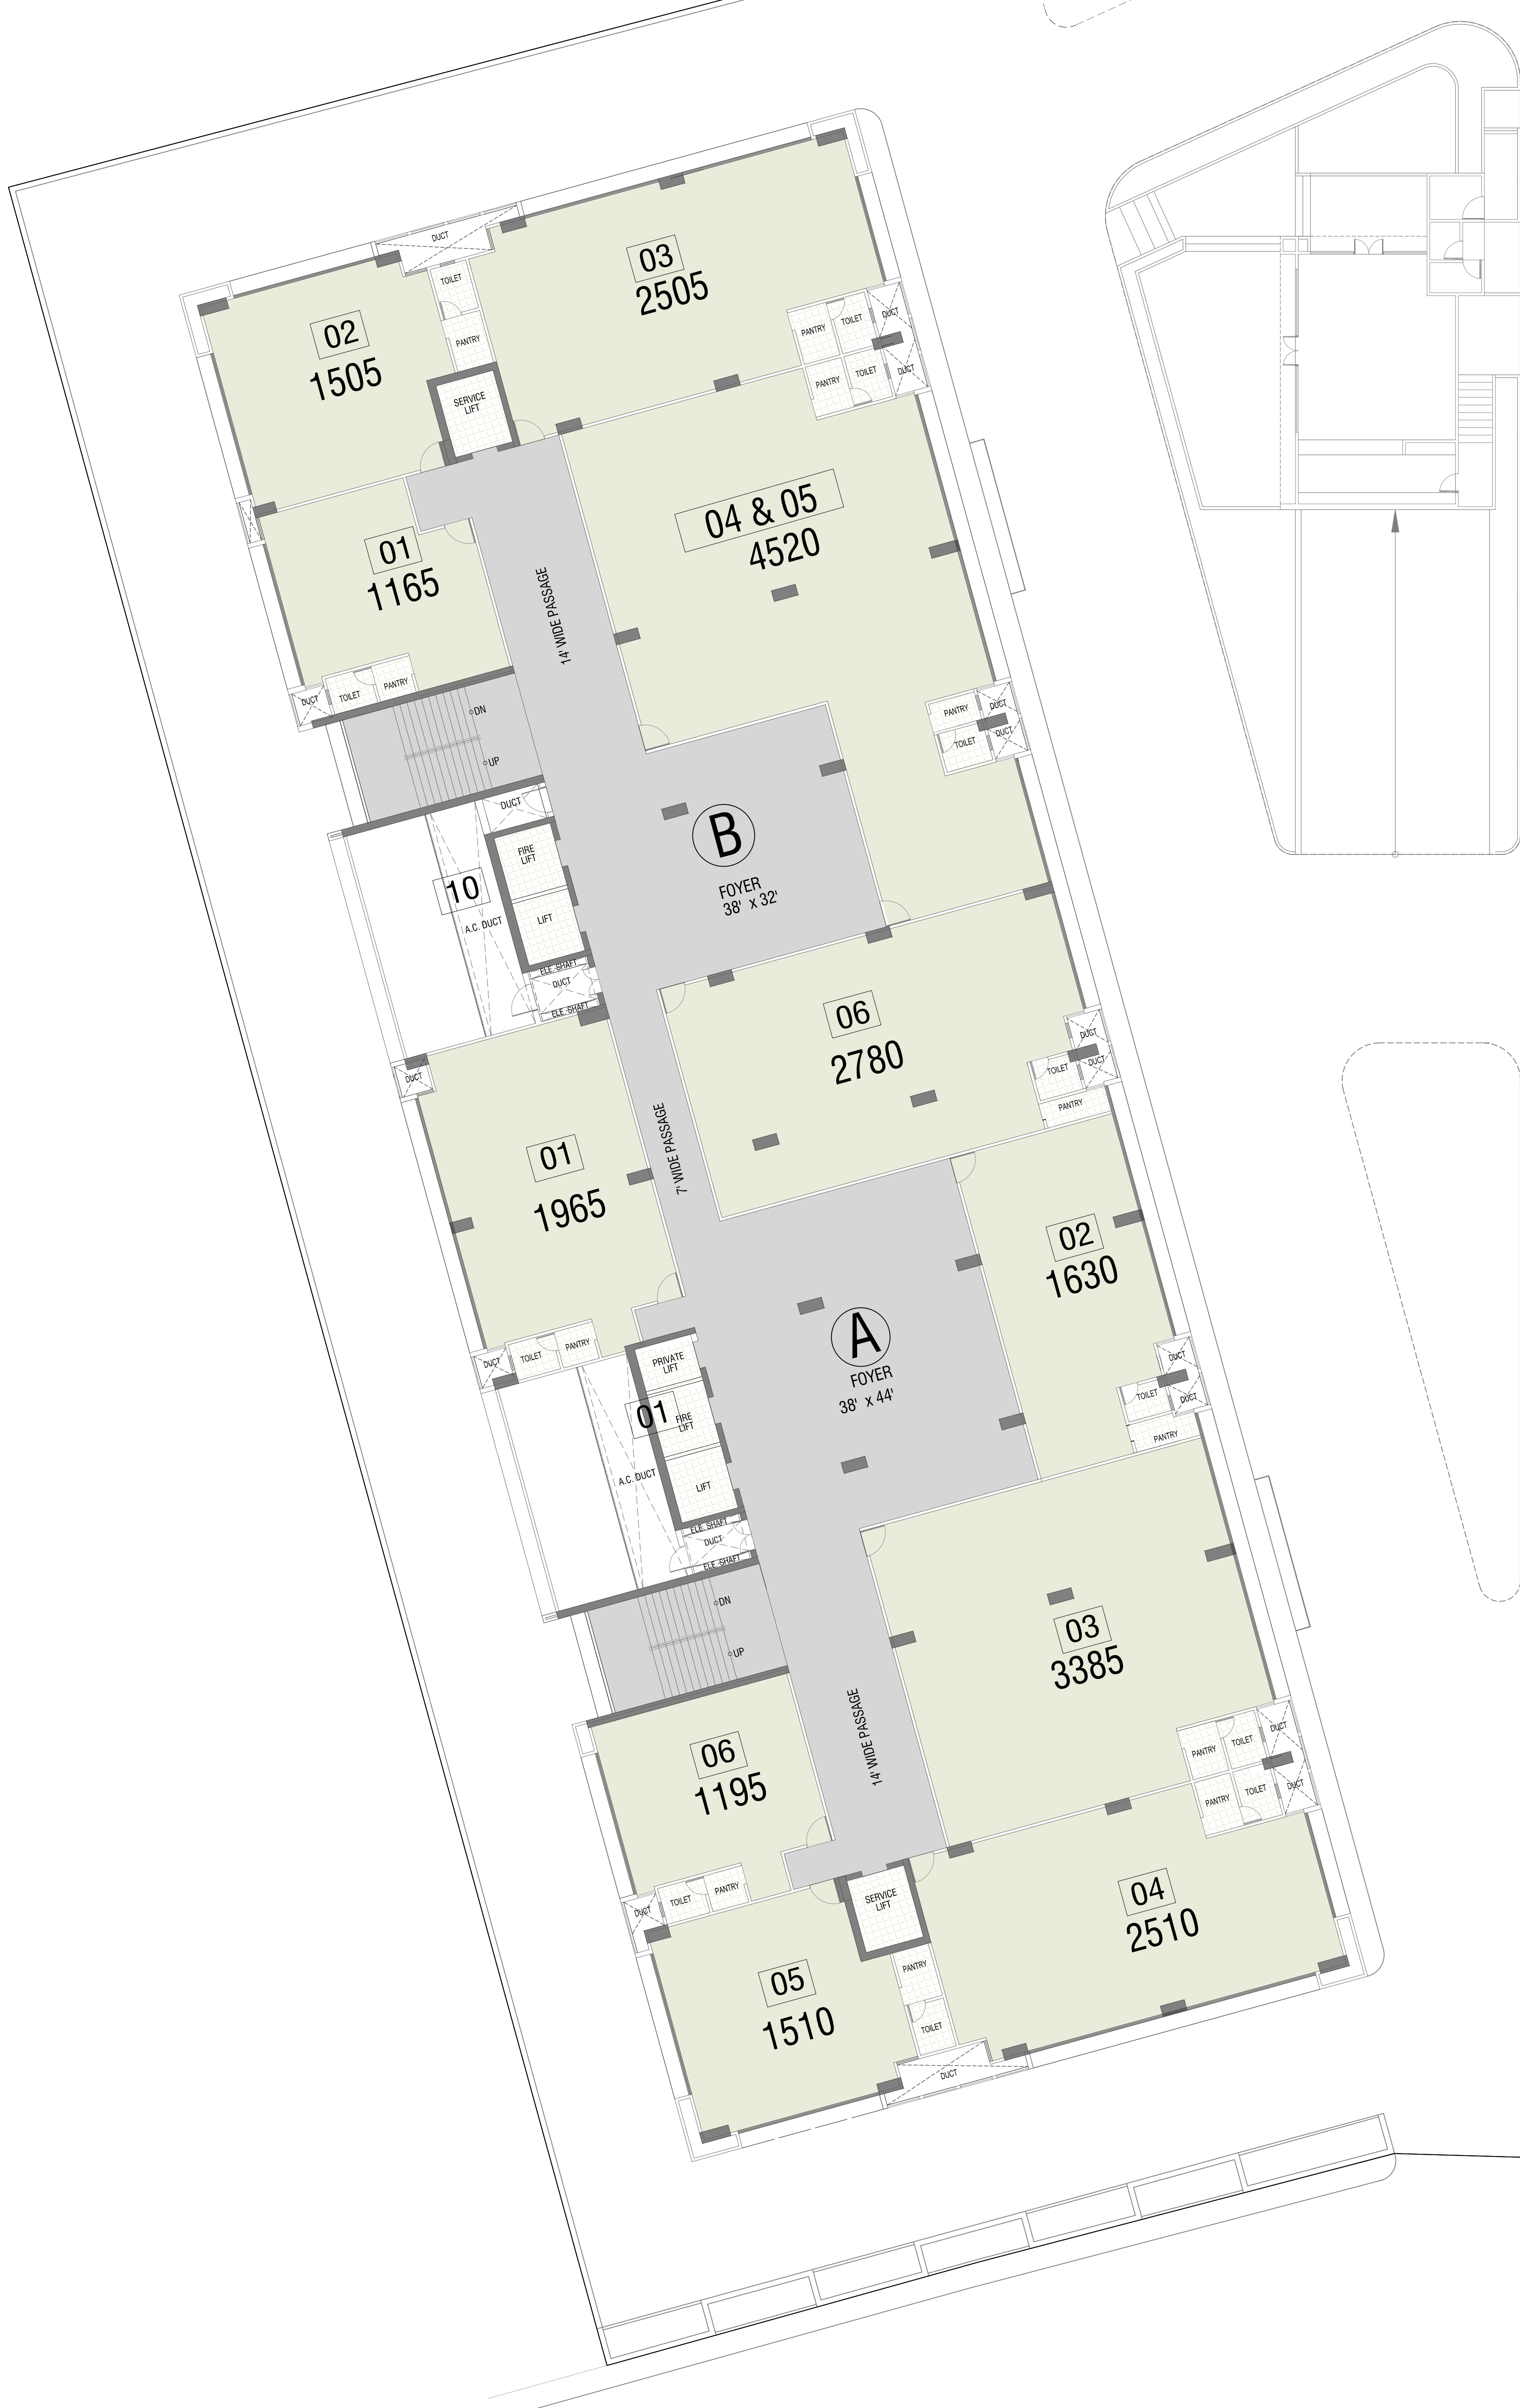 DUCT
03
2505
TOILET
02
1505
PANTRY
PANTRY
TOILET
DUCT
SERVICE
LIFT
PANTRY
TOILET
DUCT
04 & 05
4520
01
1165
14' WIDE PASSAGE
DUCT
TOILET
PANTRY
DN
UP
PANTRY
DUCT
TOILET
DUCT
DUCT
B
FOYER
38' x 32'
FIRE
LIFT
10
A.C. DUCT
LIFT
ELE. SHAFT
DUCT
ELE. SHAFT
06
2780
DUCT
DUCT
TOILET
DUCT
PANTRY
7' WIDE PASSAGE
01
1965
02
1630
A
FOYER
38' x 44'
DUCT
TOILET
PANTRY
PRIVATE
LIFT
01
FIRE
LIFT
A.C. DUCT
LIFT
DUCT
TOILET
DUCT
PANTRY
ELE. SHAFT
DUCT
ELE. SHAFT
DN
UP
03
3385
14' WIDE PASSAGE
06
1195
PANTRY
TOILET
DUCT
PANTRY
TOILET
DUCT
DUCT
TOILET
PANTRY
SERVICE
LIFT
04
2510
05
1510
PANTRY
TOILET
DUCT